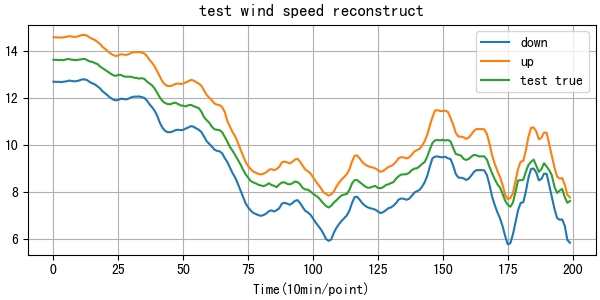 test wind speed reconstruct
down
up
test true
14
12
10
8
6
0 25 50 75 100 125 150 175 200
Time(10min/point)